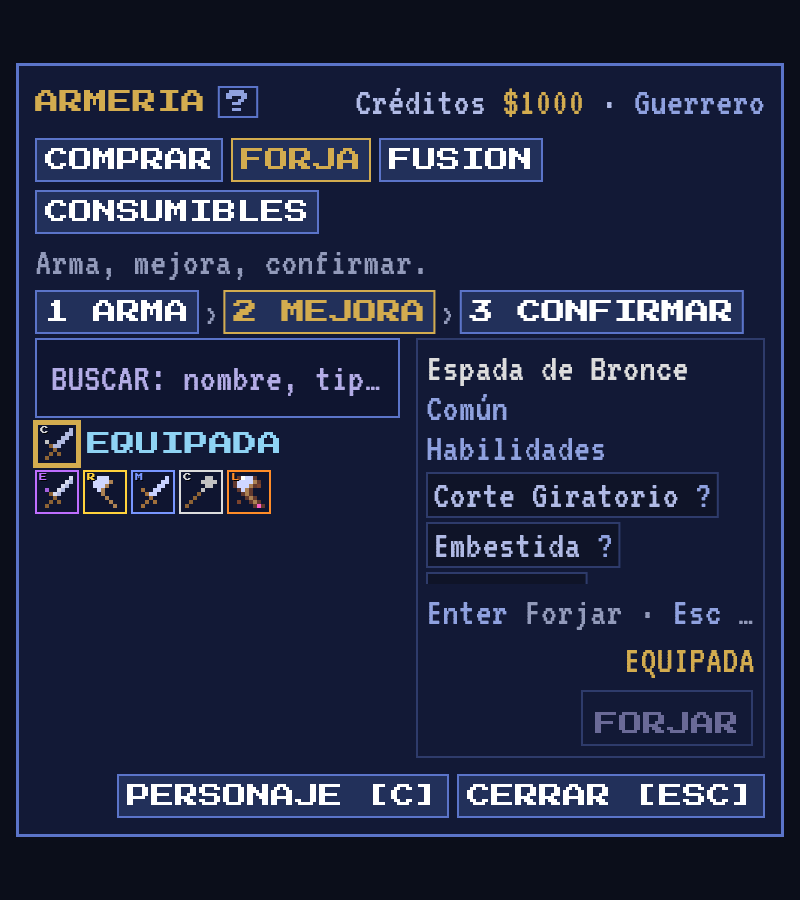 ARMERIA ? Créditos $1000 · Guerrero
COMPRAR FORJA FUSION
CONSUMIBLES
Arma, mejora, confirmar.
1 ARMA › 2 MEJORA › 3 CONFIRMAR
BUSCAR: nombre, tip…
C EQUIPADA
E R M C L
Espada de Bronce
Común
Habilidades
Corte Giratorio ?
Embestida ?
Enter Forjar · Esc …
EQUIPADA
FORJAR
PERSONAJE [C] CERRAR [ESC]